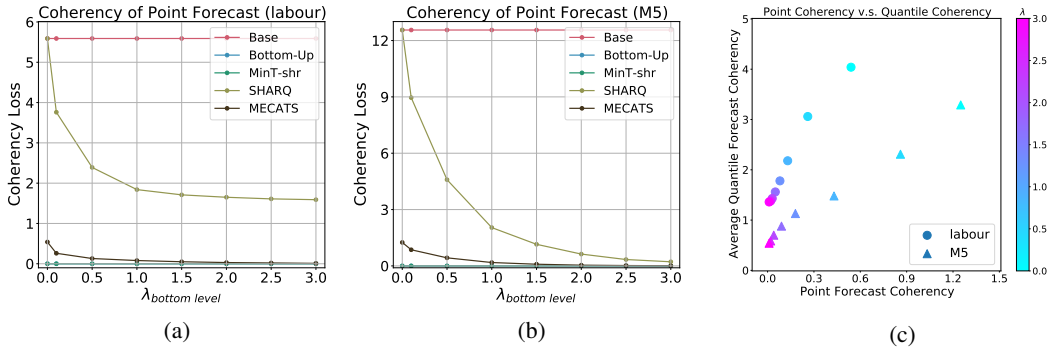 Coherency of Point Forecast (labour)
Coherency Loss
6
5
4
3
2
1
0
Base
Bottom-Up
MinT-shr
SHARQ
MECATS
0.0 0.5 1.0 1.5 2.0 2.5 3.0
λbottom level
(a)
Coherency of Point Forecast (M5)
Coherency Loss
12
9
6
3
0
Base
Bottom-Up
MinT-shr
SHARQ
MECATS
0.0 0.5 1.0 1.5 2.0 2.5 3.0
λbottom level
(b)
Point Coherency v.s. Quantile Coherency
Average Quantile Forecast Coherency
5
4
3
2
1
0
labour
M5
0.0 0.3 0.6 0.9 1.2 1.5
Point Forecast Coherency
λ
3.0
2.5
2.0
1.5
1.0
0.5
0.0
(c)